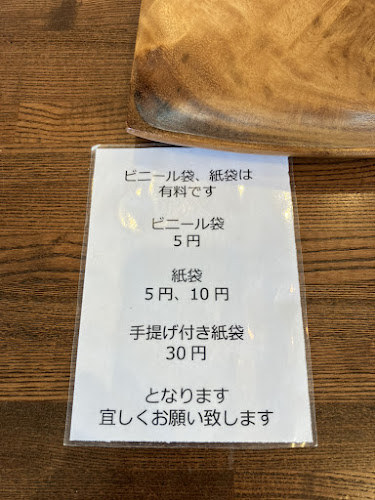 ビニール袋、紙袋は
有料です
ビニール袋
5円
紙袋
5円、10円
手提げ付き紙袋
30円
となります
宜しくお願い致します